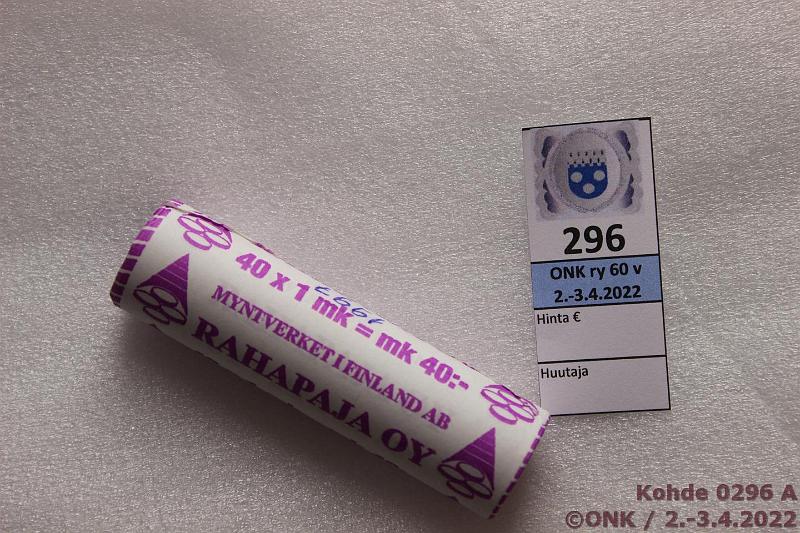 40 x 1 mk = mk 40:-
1997
MYNTVERKET I FINLAND AB
RAHAPAJA OY
296
ONK ry 60 v
2.-3.4.2022
Hinta €
Huutaja
Kohde 0296 A
©ONK / 2.-3.4.2022